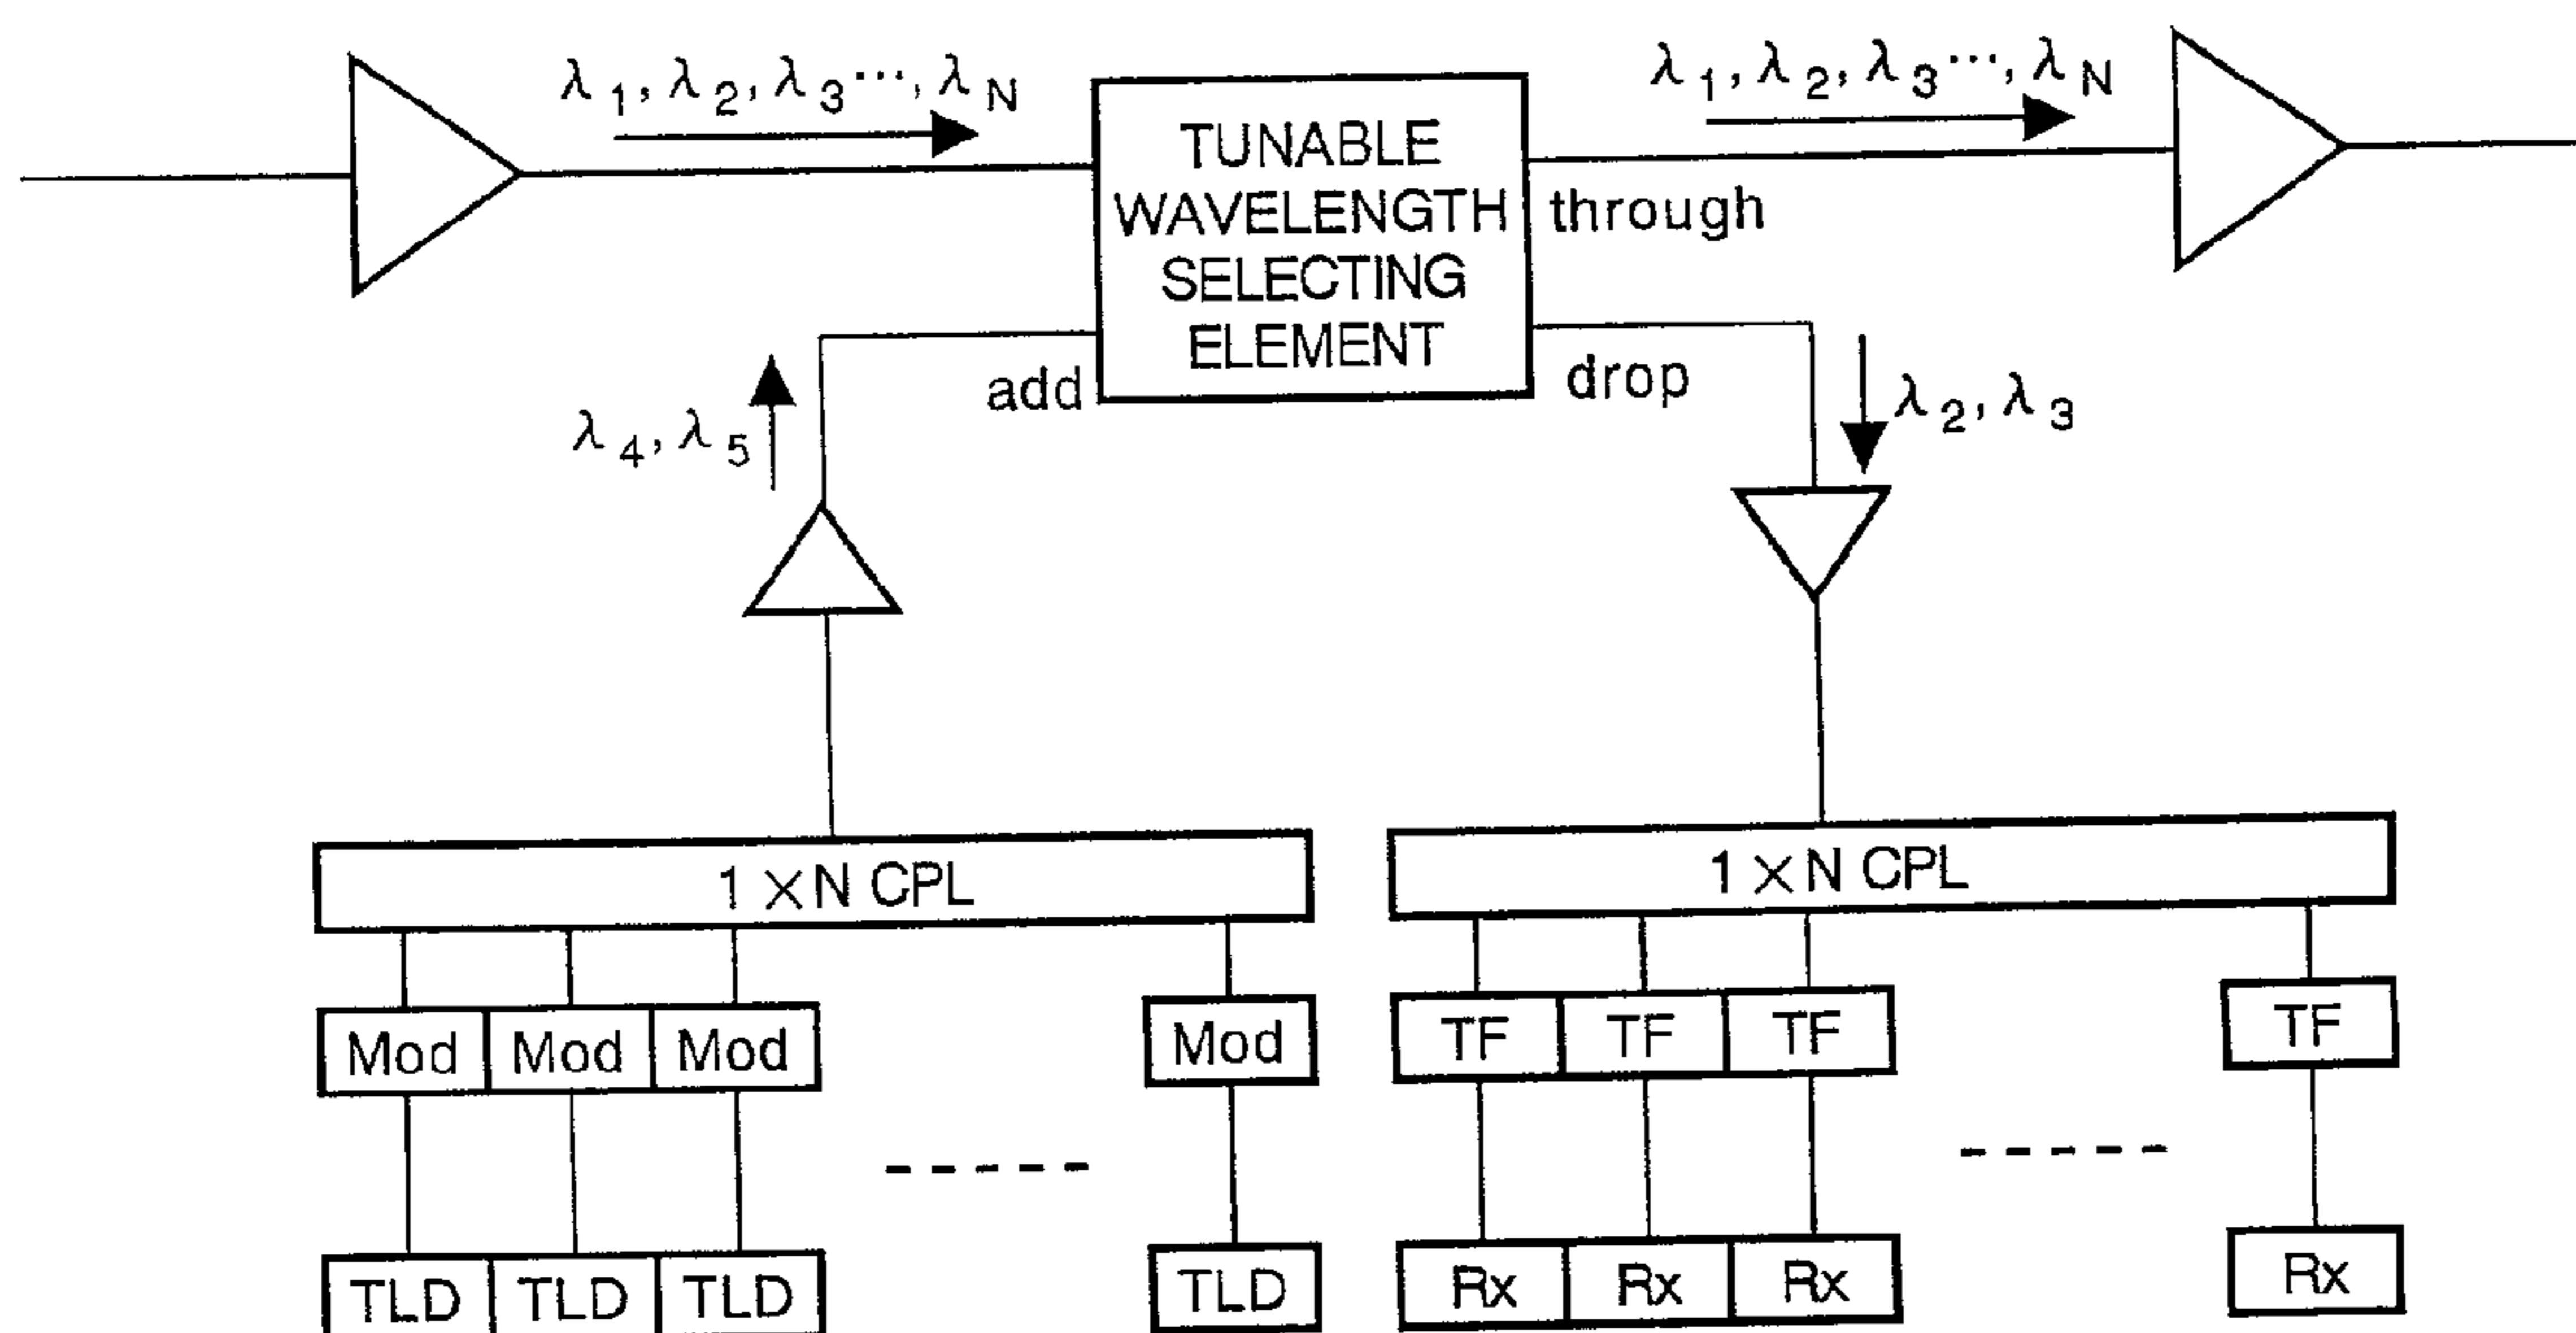 λ1, λ2, λ3···, λN
λ1, λ2, λ3···, λN
TUNABLE
WAVELENGTH
SELECTING
ELEMENT
through
add
drop
λ4, λ5
λ2, λ3
1 × N CPL
1 × N CPL
Mod Mod Mod Mod
TF TF TF TF
TLD TLD TLD TLD
Rx Rx Rx Rx